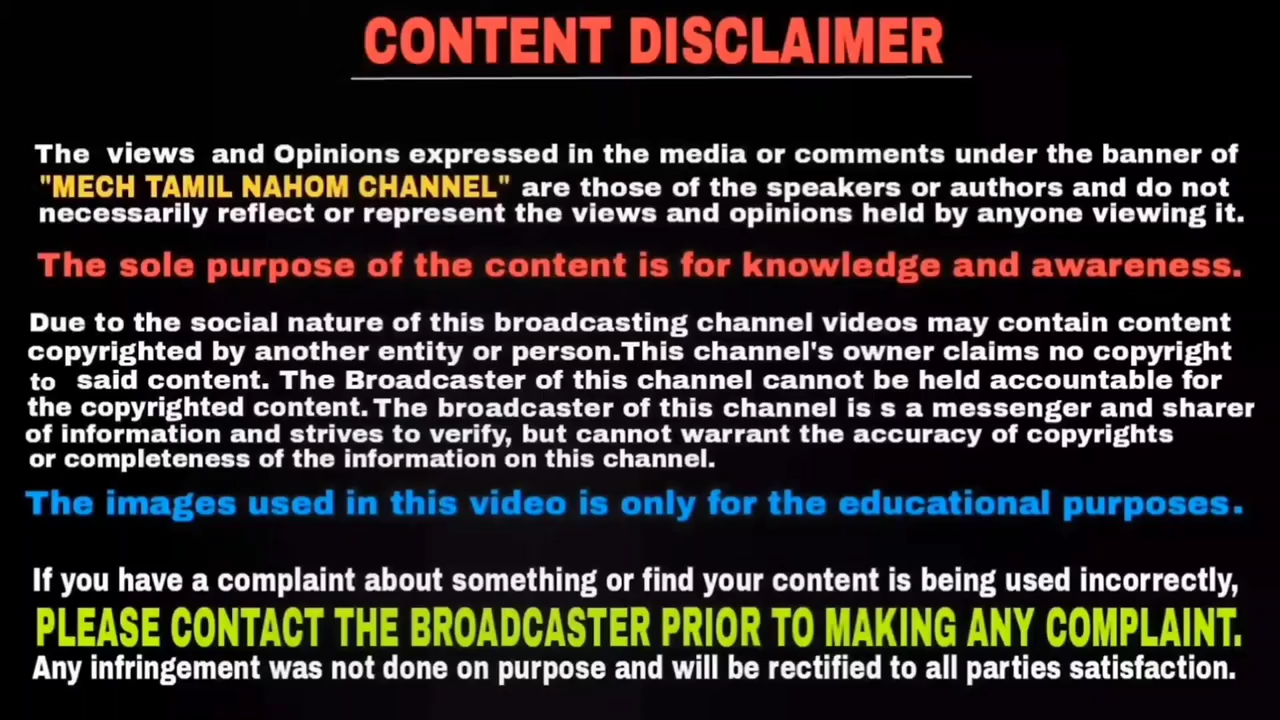 CONTENT DISCLAIMER
The views and Opinions expressed in the media or comments under the banner of
"MECH TAMIL NAHOM CHANNEL" are those of the speakers or authors and do not
necessarily reflect or represent the views and opinions held by anyone viewing it.
The sole purpose of the content is for knowledge and awareness.
Due to the social nature of this broadcasting channel videos may contain content
copyrighted by another entity or person.This channel's owner claims no copyright
to said content. The Broadcaster of this channel cannot be held accountable for
the copyrighted content. The broadcaster of this channel is s a messenger and sharer
of information and strives to verify, but cannot warrant the accuracy of copyrights
or completeness of the information on this channel.
The images used in this video is only for the educational purposes.
If you have a complaint about something or find your content is being used incorrectly,
PLEASE CONTACT THE BROADCASTER PRIOR TO MAKING ANY COMPLAINT.
Any infringement was not done on purpose and will be rectified to all parties satisfaction.